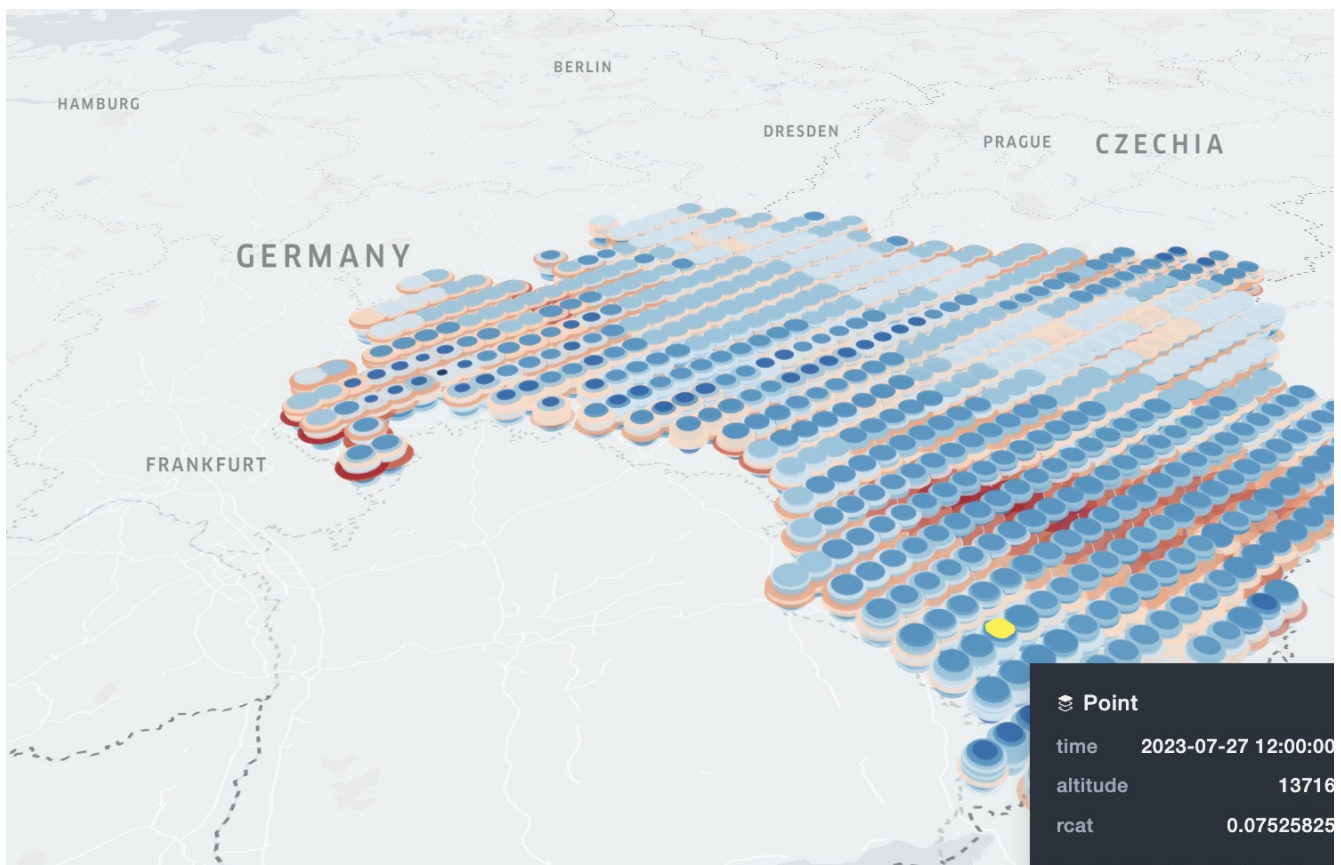 BERLIN
HAMBURG
DRESDEN
PRAGUE
CZECHIA
GERMANY
FRANKFURT
Point
time 2023-07-27 12:00:00
altitude 13716
rcat 0.07525825